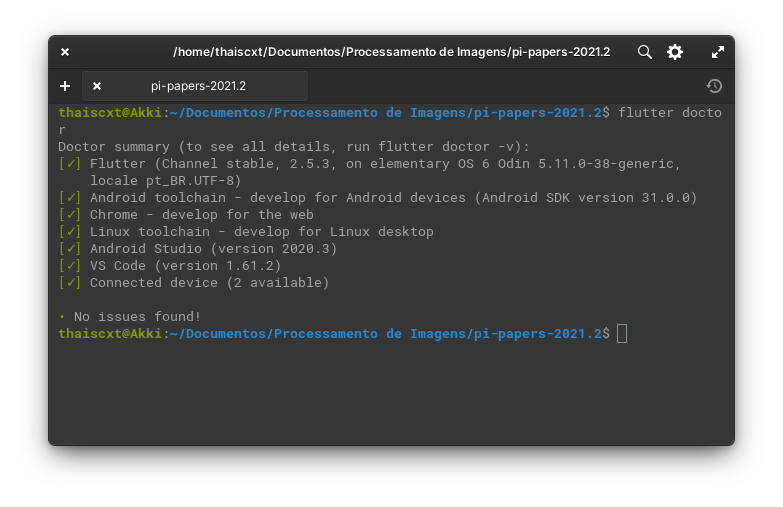 /home/thaiscxt/Documentos/Processamento de Imagens/pi-papers-2021.2
pi-papers-2021.2
thaiscxt@Akki:~/Documentos/Processamento de Imagens/pi-papers-2021.2$ flutter docto
r
Doctor summary (to see all details, run flutter doctor -v):
[✓] Flutter (Channel stable, 2.5.3, on elementary OS 6 Odin 5.11.0-38-generic,
locale pt_BR.UTF-8)
[✓] Android toolchain - develop for Android devices (Android SDK version 31.0.0)
[✓] Chrome - develop for the web
[✓] Linux toolchain - develop for Linux desktop
[✓] Android Studio (version 2020.3)
[✓] VS Code (version 1.61.2)
[✓] Connected device (2 available)
• No issues found!
thaiscxt@Akki:~/Documentos/Processamento de Imagens/pi-papers-2021.2$